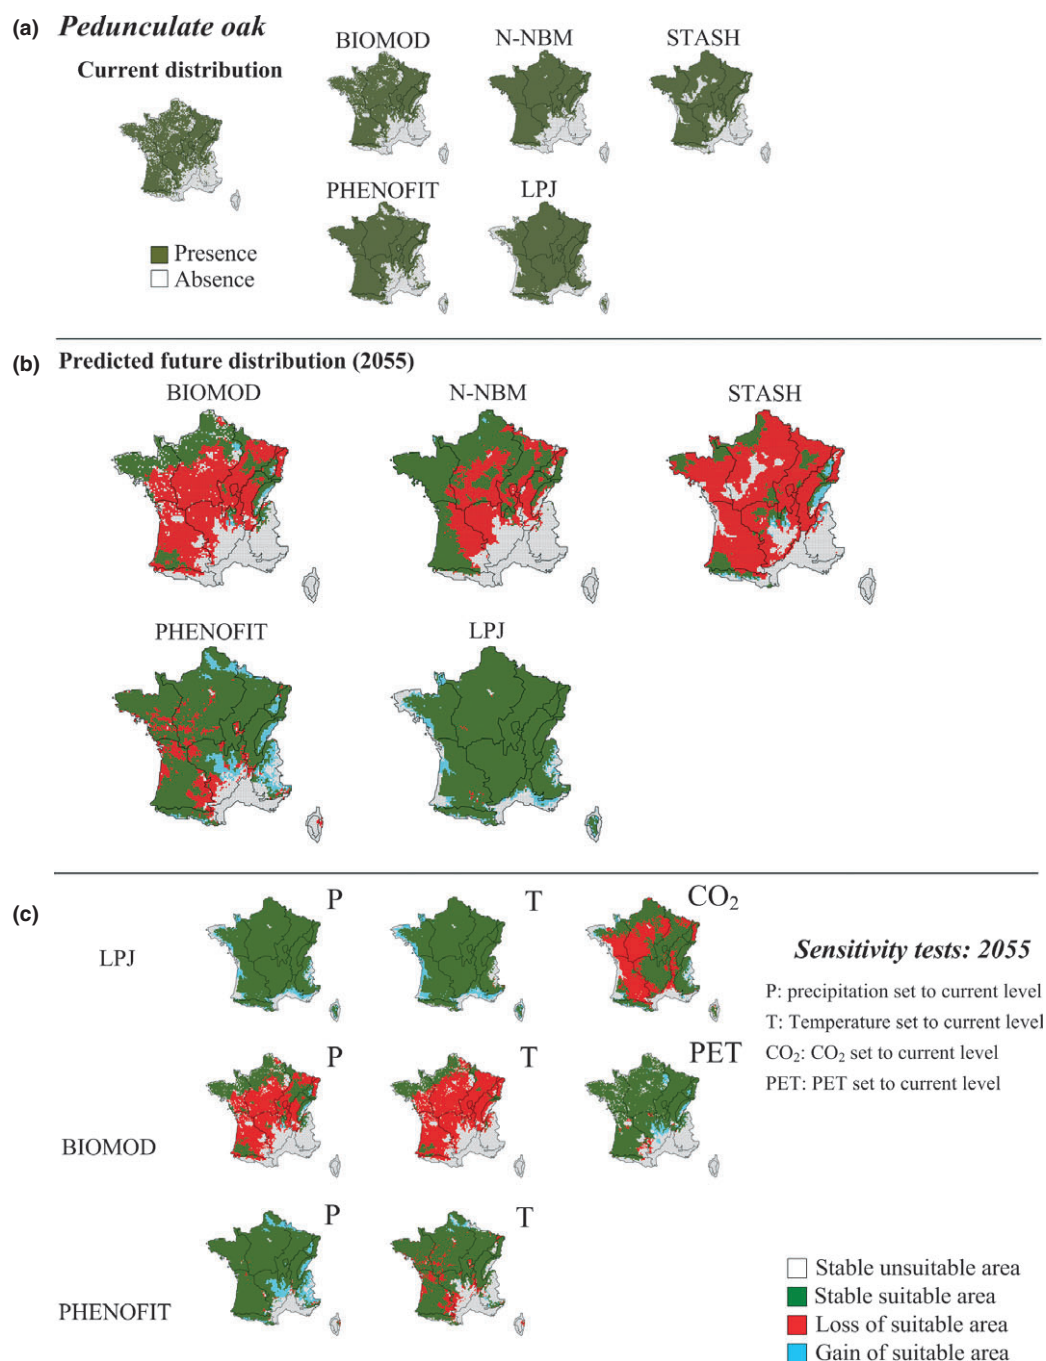 (a) Pedunculate oak
Current distribution
BIOMOD N-NBM STASH
PHENOFIT LPJ
Presence
Absence
(b) Predicted future distribution (2055)
BIOMOD N-NBM STASH
PHENOFIT LPJ
(c)
P T CO₂
LPJ
P T PET
BIOMOD
P T
PHENOFIT
Sensitivity tests: 2055
P: precipitation set to current level
T: Temperature set to current level
CO₂: CO₂ set to current level
PET: PET set to current level
Stable unsuitable area
Stable suitable area
Loss of suitable area
Gain of suitable area